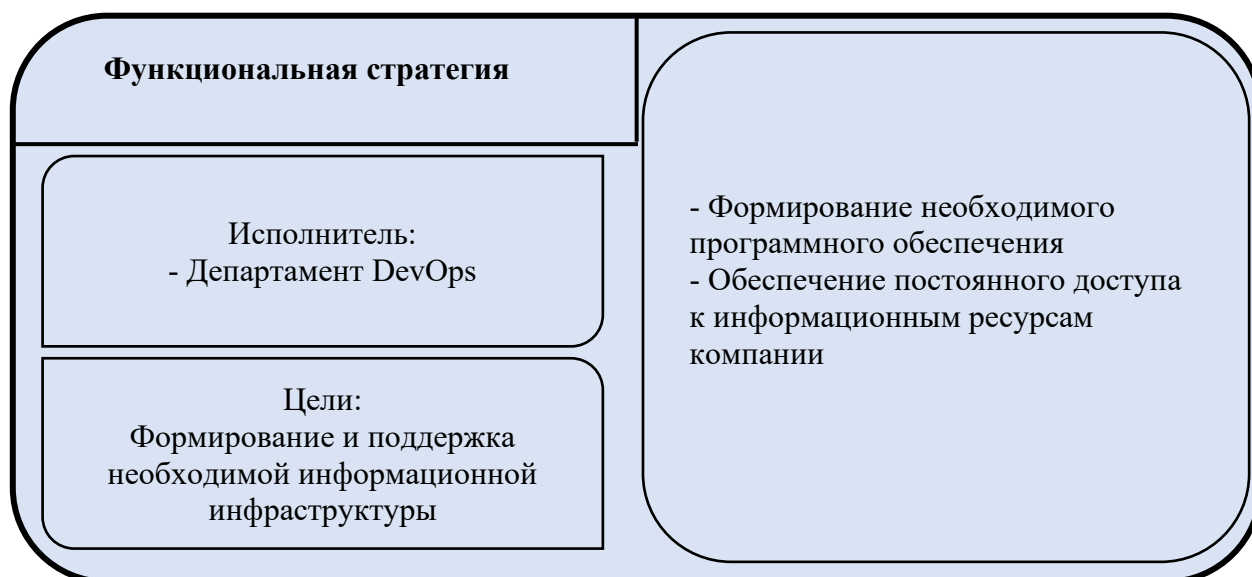 Функциональная стратегия
Исполнитель:
- Департамент DevOps
Цели:
Формирование и поддержка
необходимой информационной
инфраструктуры
- Формирование необходимого
программного обеспечения
- Обеспечение постоянного доступа
к информационным ресурсам
компании